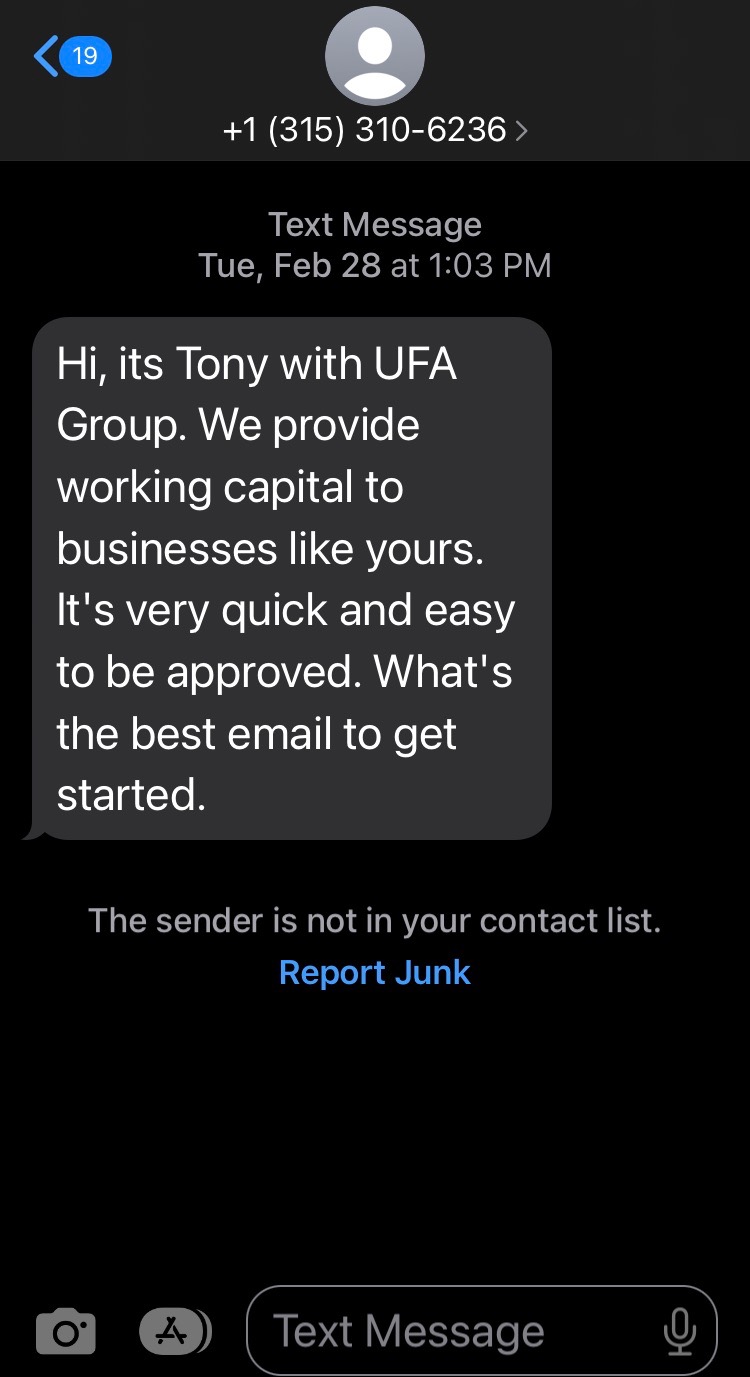 19
+1 (315) 310-6236
Text Message
Tue, Feb 28 at 1:03 PM
Hi, its Tony with UFA
Group. We provide
working capital to
businesses like yours.
It's very quick and easy
to be approved. What's
the best email to get
started.
The sender is not in your contact list.
Report Junk
Text Message